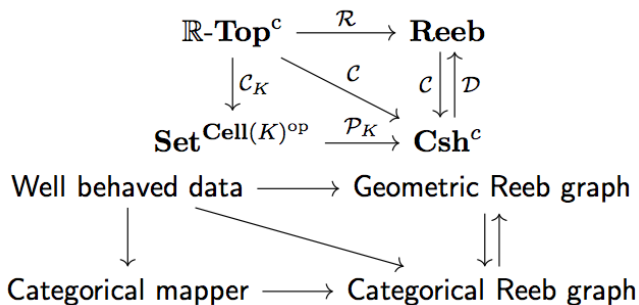 ℝ-Top^c ℛ Reeb
𝒞_K 𝒞 𝒞 𝒟
Set^{Cell(K)^{op}} 𝒫_K Csh^c
Well behaved data Geometric Reeb graph
Categorical mapper Categorical Reeb graph